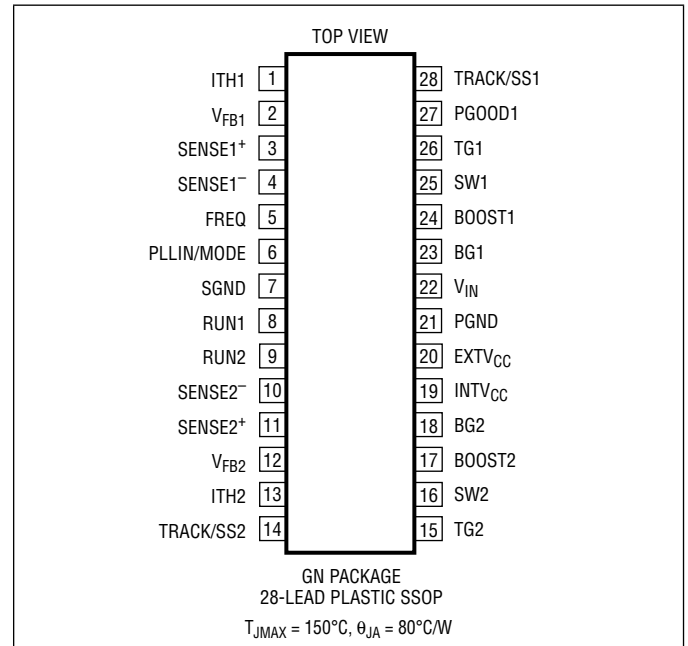 TOP VIEW
ITH1 1 28 TRACK/SS1
VFB1 2 27 PGOOD1
SENSE1+ 3 26 TG1
SENSE1– 4 25 SW1
FREQ 5 24 BOOST1
PLLIN/MODE 6 23 BG1
SGND 7 22 VIN
RUN1 8 21 PGND
RUN2 9 20 EXTVCC
SENSE2– 10 19 INTVCC
SENSE2+ 11 18 BG2
VFB2 12 17 BOOST2
ITH2 13 16 SW2
TRACK/SS2 14 15 TG2
GN PACKAGE
28-LEAD PLASTIC SSOP
TJMAX = 150°C, θJA = 80°C/W